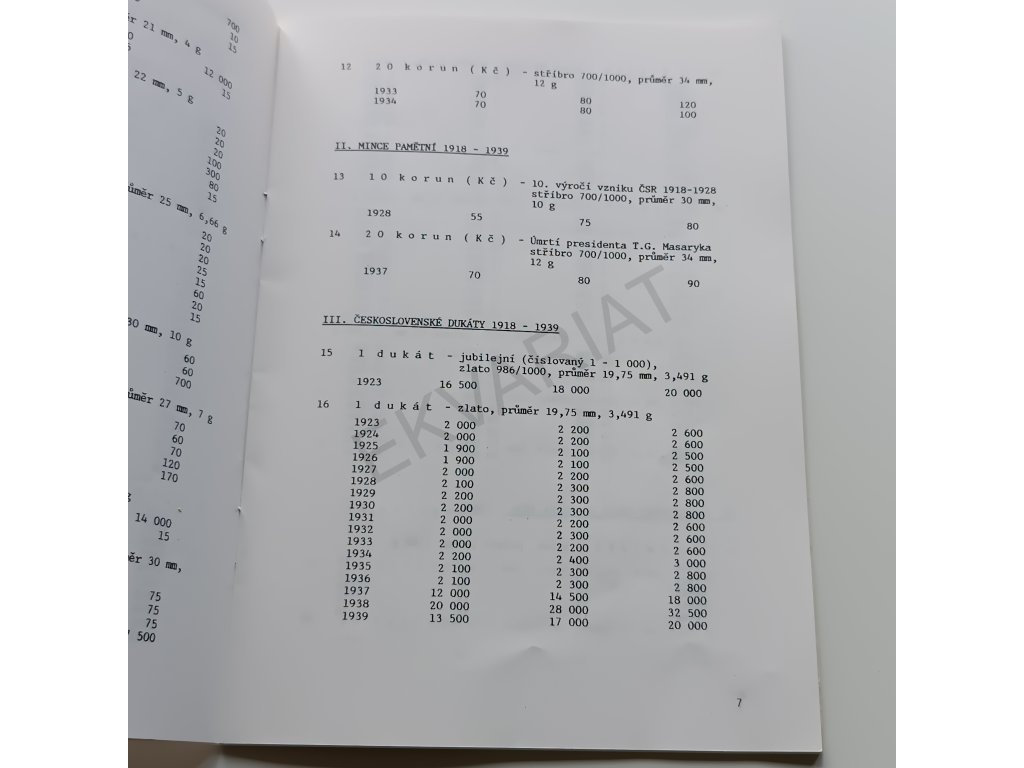 700
ěr 21 mm, 4 g
10
15
12 000
15
22 mm, 5 g
20
20
20
100
300
80
15
ůměr 25 mm, 6,66 g
20
20
20
25
15
60
20
15
30 mm, 10 g
60
60
700
ůměr 27 mm, 7 g
70
60
70
120
170
g
14 000
15
ěr 30 mm,
75
75
75
500
12 20 korun (Kč) - stříbro 700/1000, průměr 34 mm,
12 g
1933 70 80 120
1934 70 80 100
II. MINCE PAMĚTNÍ 1918 - 1939
13 10 korun (Kč) - 10. výročí vzniku ČSR 1918-1928
stříbro 700/1000, průměr 30 mm,
10 g
1928 55 75 80
14 20 korun (Kč) - Úmrtí presidenta T.G. Masaryka
stříbro 700/1000, průměr 34 mm,
12 g
1937 70 80 90
III. ČESKOSLOVENSKÉ DUKÁTY 1918 - 1939
15 1 dukát - jubilejní (číslovaný 1 - 1 000),
zlato 986/1000, průměr 19,75 mm, 3,491 g
1923 16 500 18 000 20 000
16 1 dukát - zlato, průměr 19,75 mm, 3,491 g
1923 2 000 2 200 2 600
1924 2 000 2 200 2 600
1925 1 900 2 100 2 500
1926 1 900 2 100 2 500
1927 2 000 2 200 2 600
1928 2 100 2 300 2 800
1929 2 200 2 300 2 800
1930 2 200 2 300 2 800
1931 2 000 2 200 2 600
1932 2 000 2 300 2 600
1933 2 000 2 200 2 600
1934 2 200 2 400 3 000
1935 2 100 2 300 2 800
1936 2 100 2 300 2 800
1937 12 000 14 500 18 000
1938 20 000 28 000 32 500
1939 13 500 17 000 20 000
7
EKVARIAT